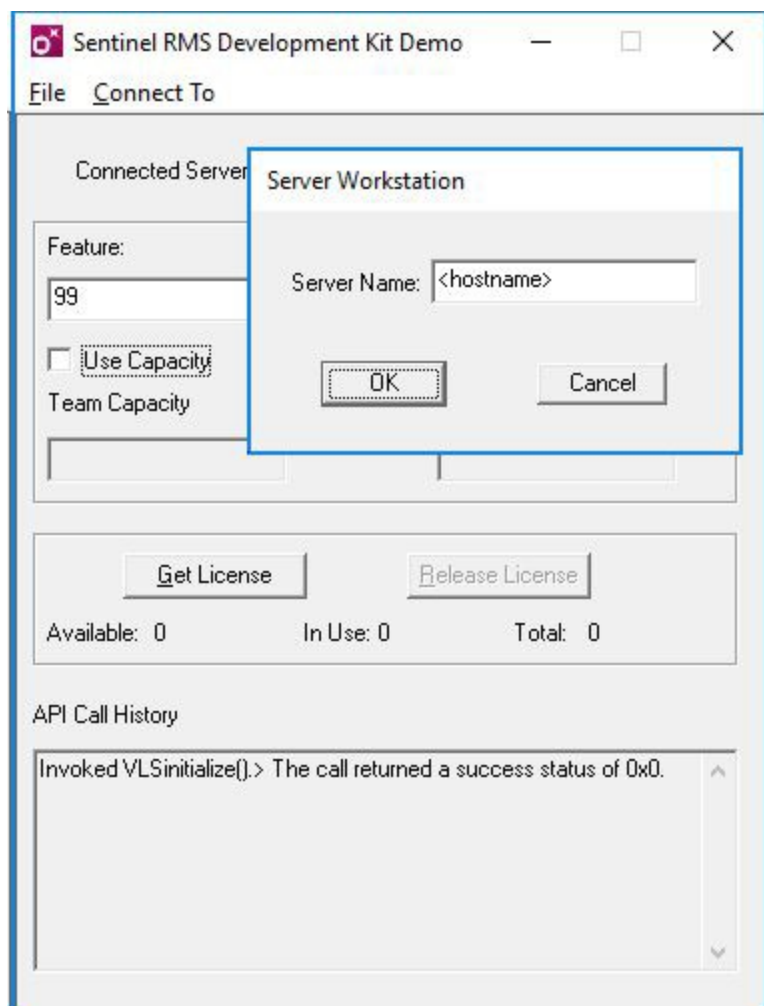 Sentinel RMS Development Kit Demo
File Connect To
Connected Server
Server Workstation
Server Name: <hostname>
OK Cancel
Feature:
99
Use Capacity
Team Capacity
Get License Release License
Available: 0 In Use: 0 Total: 0
API Call History
Invoked VLSinitialize().> The call returned a success status of 0x0.